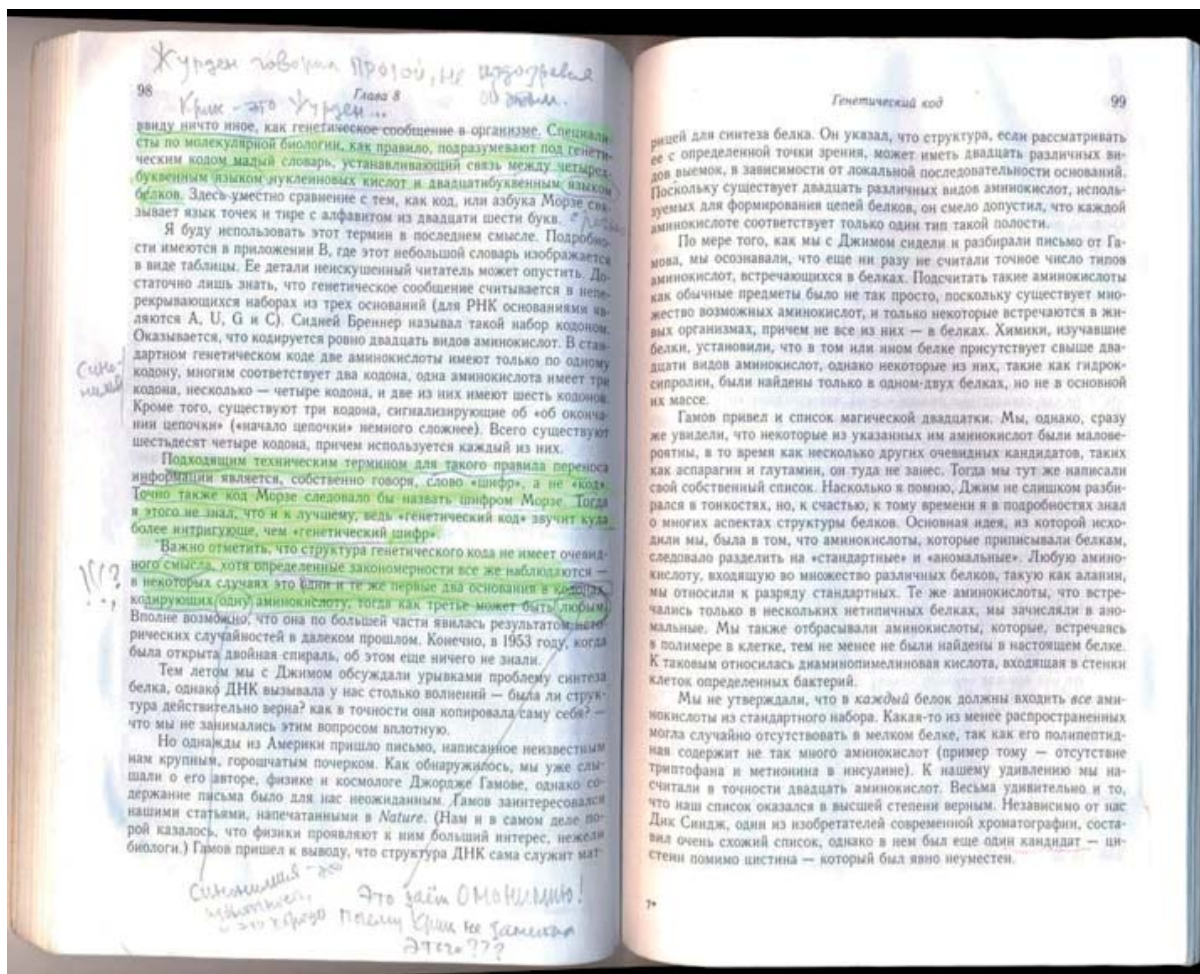 Журден говорил ПРОЗОЙ, не подозревая
об этом.
98
Глава 8
Крик - это Журден...
ввиду ничто иное, как генетическое сообщение в организме. Специали-
сты по молекулярной биологии, как правило, подразумевают под генети-
ческим кодом малый словарь, устанавливающий связь между четырех-
буквенным языком нуклеиновых кислот и двадцатибуквенным языком
белков. Здесь уместно сравнение с тем, как код, или азбука Морзе свя-
зывает язык точек и тире с алфавитом из двадцати шести букв.
Я буду использовать этот термин в последнем смысле. Подробно-
сти имеются в приложении В, где этот небольшой словарь изображается
в виде таблицы. Ее детали неискушенный читатель может опустить. До-
статочно лишь знать, что генетическое сообщение считывается в непе-
рекрывающихся наборах из трех оснований (для РНК основаниями яв-
ляются A, U, G и C). Сидней Бреннер называл такой набор кодоном.
Оказывается, что кодируется ровно двадцать видов аминокислот. В стан-
дартном генетическом коде две аминокислоты имеют только по одному
кодону, многим соответствует два кодона, одна аминокислота имеет три
кодона, несколько — четыре кодона, и две из них имеют шесть кодонов.
Кроме того, существуют три кодона, сигнализирующие об «об оконча-
нии цепочки» («начало цепочки» немного сложнее). Всего существуют
шестьдесят четыре кодона, причем используется каждый из них.
Подходящим техническим термином для такого правила переноса
информации является, собственно говоря, слово «шифр», а не «код».
Точно также код Морзе следовало бы назвать шифром Морзе. Тогда
я этого не знал, что и к лучшему, ведь «генетический код» звучит куда
более интригующе, чем «генетический шифр».
!!?
Важно отметить, что структура генетического кода не имеет очевид-
ного смысла, хотя определенные закономерности все же наблюдаются —
в некоторых случаях это одни и те же первые два основания в кодонах,
кодирующих одну аминокислоту, тогда как третье может быть любым.
Вполне возможно, что она по большей части явилась результатом исто-
рических случайностей в далеком прошлом. Конечно, в 1953 году, когда
была открыта двойная спираль, об этом еще ничего не знали.
Тем летом мы с Джимом обсуждали урывками проблему синтеза
белка, однако ДНК вызывала у нас столько волнений — была ли струк-
тура действительно верна? как в точности она копировала саму себя? —
что мы не занимались этим вопросом вплотную.
Но однажды из Америки пришло письмо, написанное неизвестным
нам крупным, горошчатым почерком. Как обнаружилось, мы уже слы-
шали о его авторе, физике и космологе Джордже Гамове, однако со-
держание письма было для нас неожиданным. Гамов заинтересовался
нашими статьями, напечатанными в Nature. (Нам и в самом деле по-
рой казалось, что физики проявляют к ним больший интерес, нежели
биологи.) Гамов пришел к выводу, что структура ДНК сама служит мат-
Синонимия - это
Это даёт ОМОНИМИЮ!
Почему Крик не заметил
этого???
Генетический код
99
рицей для синтеза белка. Он указал, что структура, если рассматривать
ее с определенной точки зрения, может иметь двадцать различных ви-
дов выемок, в зависимости от локальной последовательности оснований.
Поскольку существует двадцать различных видов аминокислот, исполь-
зуемых для формирования цепей белков, он смело допустил, что каждой
аминокислоте соответствует только один тип такой полости.
По мере того, как мы с Джимом сидели и разбирали письмо от Га-
мова, мы осознавали, что еще ни разу не считали точное число типов
аминокислот, встречающихся в белках. Подсчитать такие аминокислоты
как обычные предметы было не так просто, поскольку существует мно-
жество возможных аминокислот, и только некоторые встречаются в жи-
вых организмах, причем не все из них — в белках. Химики, изучавшие
белки, установили, что в том или ином белке присутствует свыше два-
дцати видов аминокислот, однако некоторые из них, такие как гидрок-
сипролин, были найдены только в одном-двух белках, но не в основной
их массе.
Гамов привел и список магической двадцатки. Мы, однако, сразу
же увидели, что некоторые из указанных им аминокислот были малове-
роятны, в то время как несколько других очевидных кандидатов, таких
как аспарагин и глутамин, он туда не занес. Тогда мы тут же написали
свой собственный список. Насколько я помню, Джим не слишком разби-
рался в тонкостях, но, к счастью, к тому времени я в подробностях знал
о многих аспектах структуры белков. Основная идея, из которой исхо-
дили мы, была в том, что аминокислоты, которые приписывали белкам,
следовало разделить на «стандартные» и «аномальные». Любую амино-
кислоту, входящую во множество различных белков, такую как аланин,
мы относили к разряду стандартных. Те же аминокислоты, что встре-
чались только в нескольких нетипичных белках, мы зачисляли в ано-
мальные. Мы также отбрасывали аминокислоты, которые, встречаясь
в полимере в клетке, тем не менее не были найдены в настоящем белке.
К таковым относилась диаминопимелиновая кислота, входящая в стенки
клеток определенных бактерий.
Мы не утверждали, что в каждый белок должны входить все ами-
нокислоты из стандартного набора. Какая-то из менее распространенных
могла случайно отсутствовать в мелком белке, так как его полипептид-
ная содержит не так много аминокислот (пример тому — отсутствие
триптофана и метионина в инсулине). К нашему удивлению мы на-
считали в точности двадцать аминокислот. Весьма удивительно и то,
что наш список оказался в высшей степени верным. Независимо от нас
Дик Синдж, один из изобретателей современной хроматографии, соста-
вил очень схожий список, однако в нем был еще один кандидат — ци-
стеин помимо цистина — который был явно неуместен.
7*